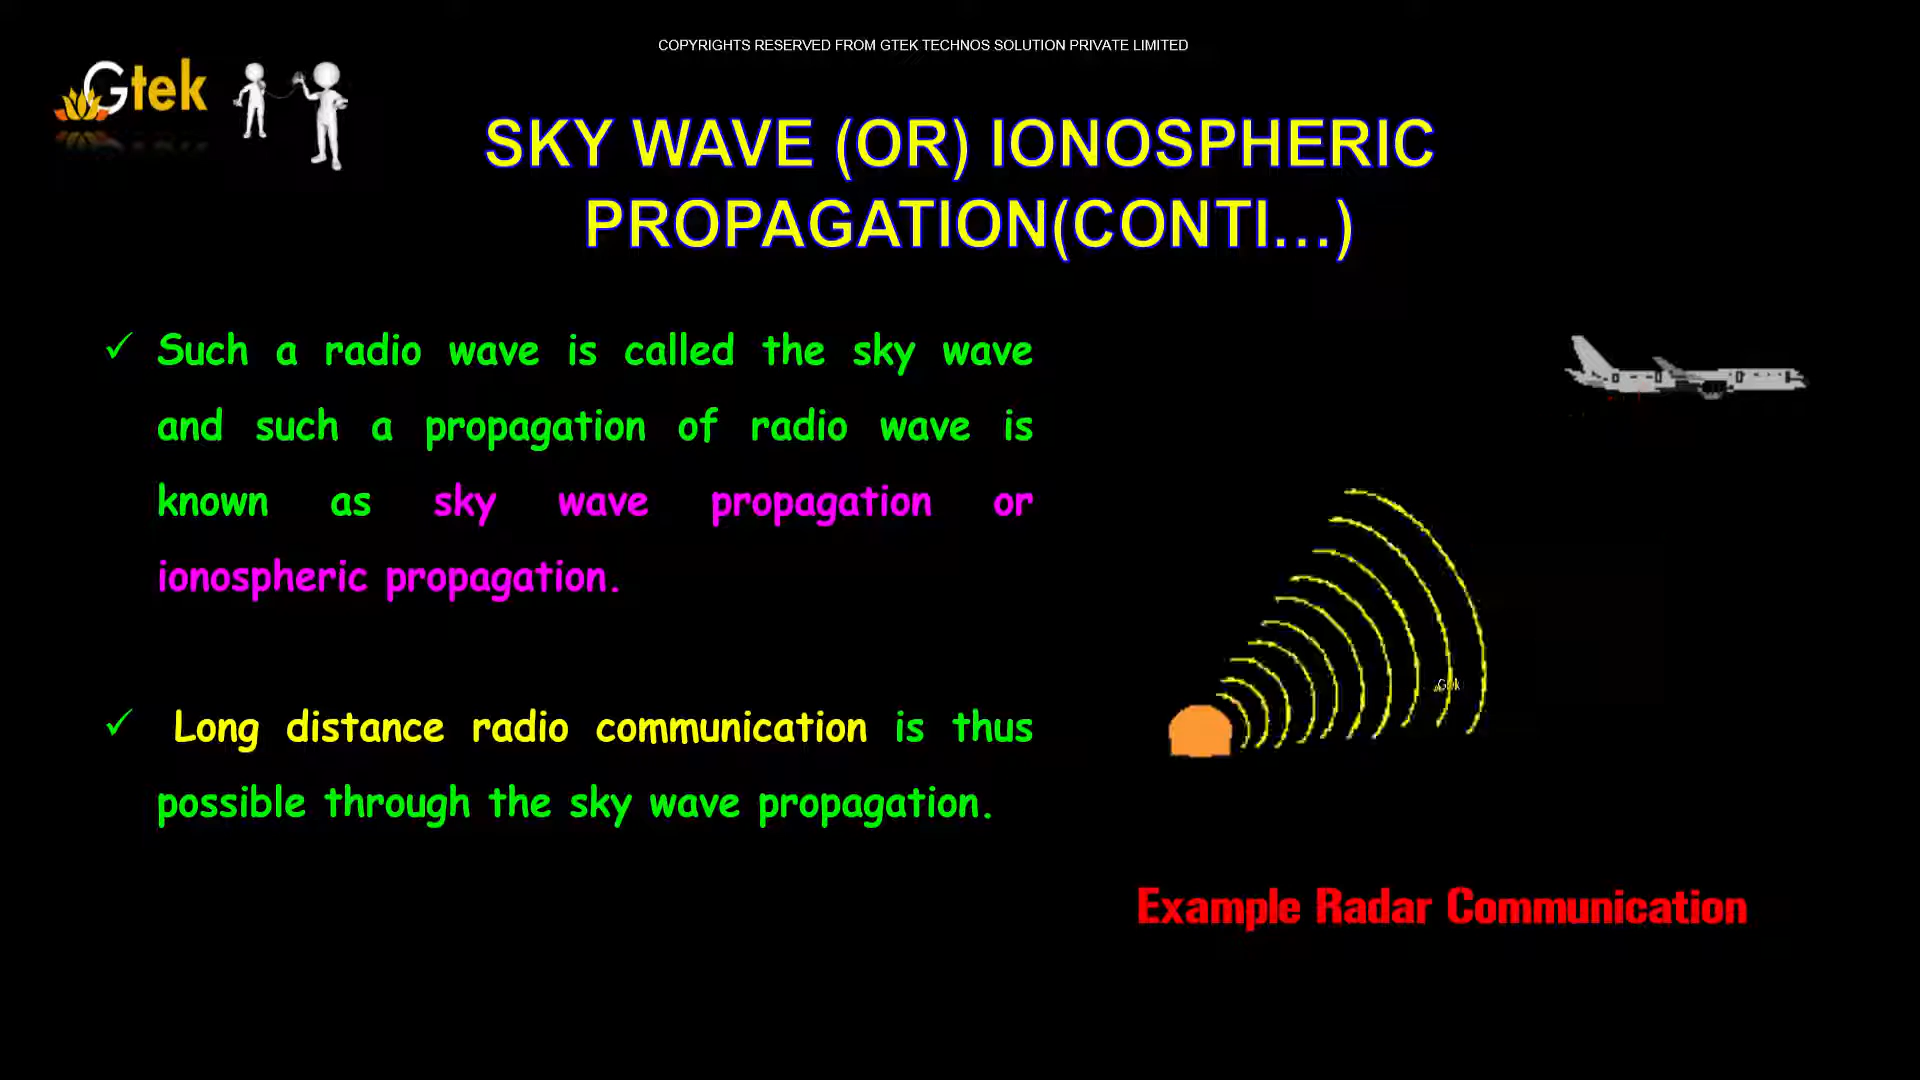 COPYRIGHTS RESERVED FROM GTEK TECHNOS SOLUTION PRIVATE LIMITED
Gtek
SKY WAVE (OR) IONOSPHERIC
PROPAGATION(CONTI...)
✓ Such a radio wave is called the sky wave
and such a propagation of radio wave is
known as sky wave propagation or
ionospheric propagation.
✓ Long distance radio communication is thus
possible through the sky wave propagation.
Gtek
Example Radar Communication